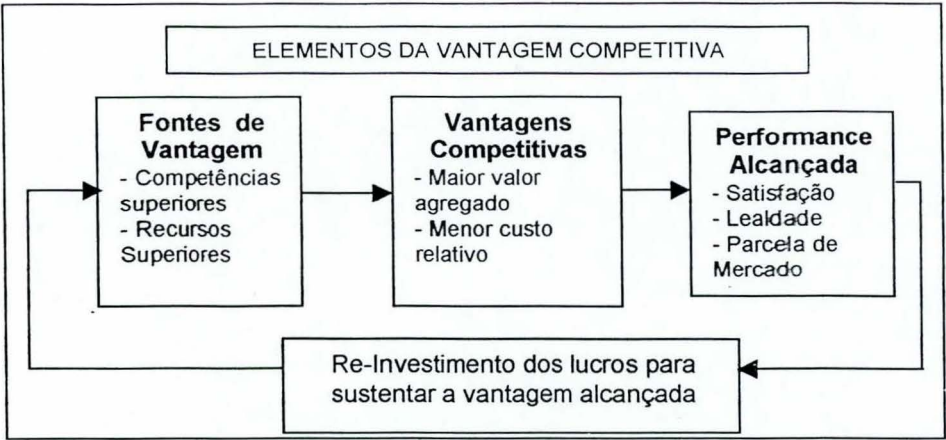 ELEMENTOS DA VANTAGEM COMPETITIVA
Fontes de
Vantagem
- Competências
superiores
- Recursos
Superiores
Vantagens
Competitivas
- Maior valor
agregado
- Menor custo
relativo
Performance
Alcançada
- Satisfação
- Lealdade
- Parcela de
Mercado
Re-Investimento dos lucros para
sustentar a vantagem alcançada